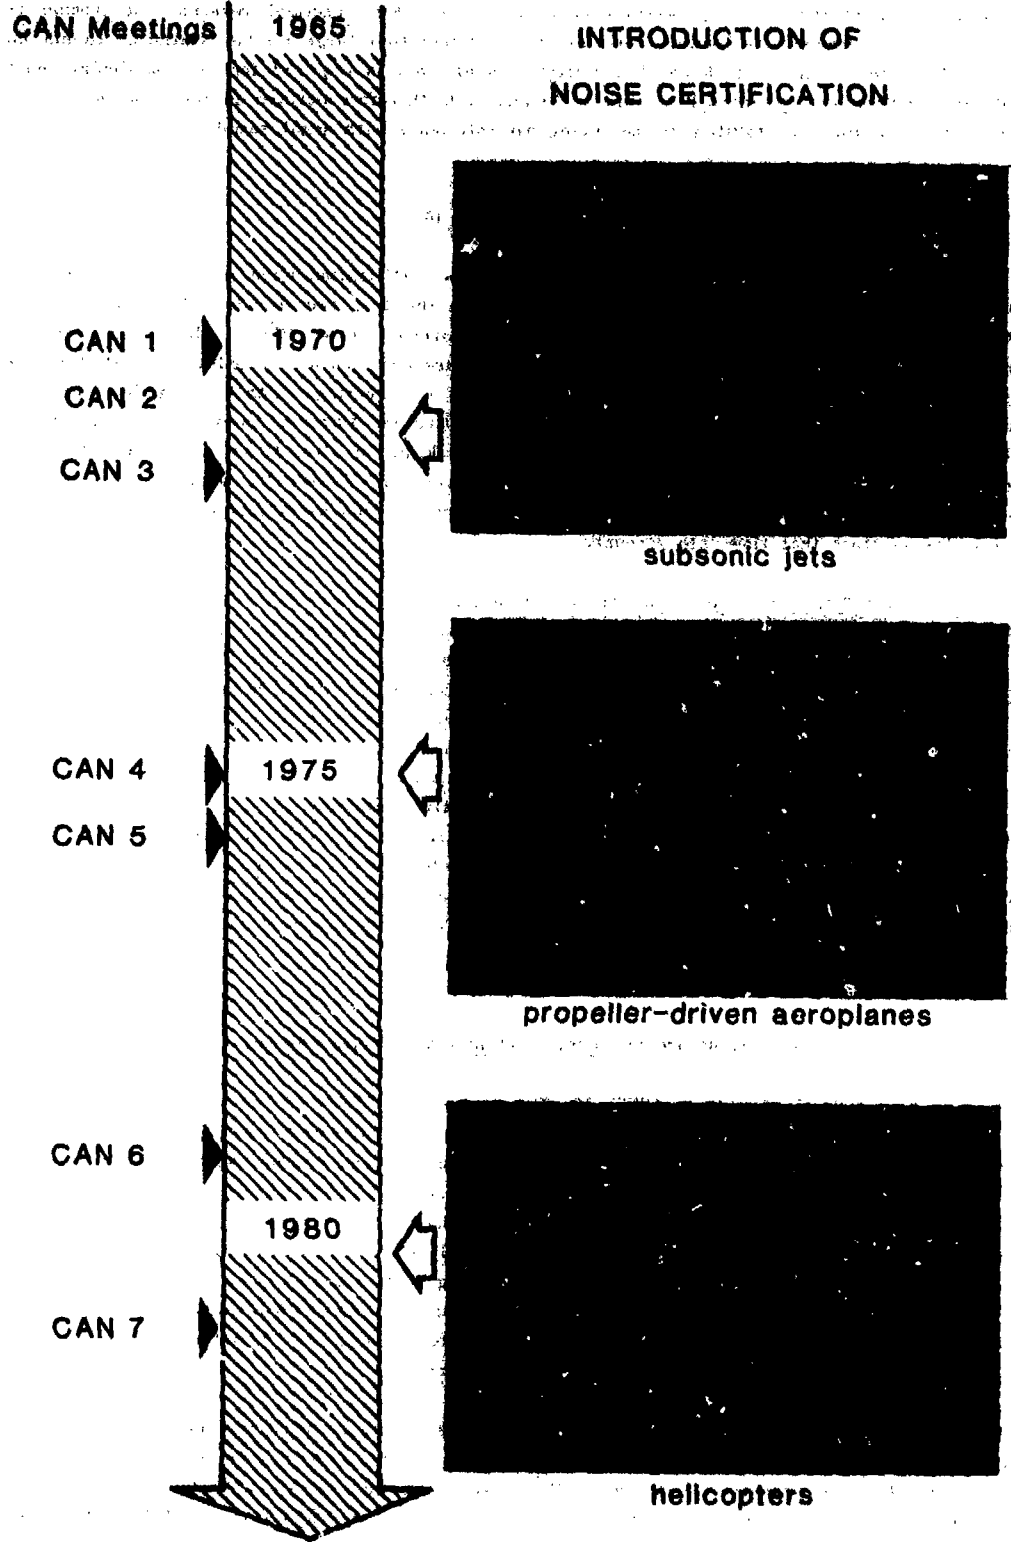 CAN Meetings
1965
INTRODUCTION OF
NOISE CERTIFICATION
CAN 1
1970
CAN 2
CAN 3
subsonic jets
CAN 4
1975
CAN 5
propeller-driven aeroplanes
CAN 6
1980
CAN 7
helicopters